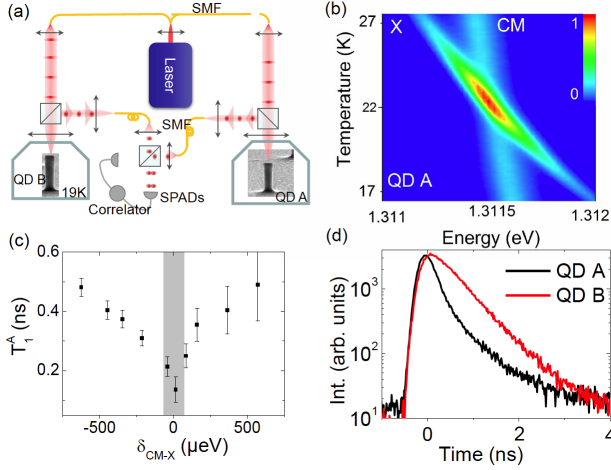 (a)
SMF
Laser
SMF
QD B
19K
QD A
SPADs
Correlator
(b)
27
X
CM
1
0
Temperature (K)
22
17
QD A
1.311
1.3115
1.312
Energy (eV)
(c)
0.6
0.4
0.2
T₁ᴬ (ns)
-500
0
500
δCM-X (µeV)
(d)
QD A
QD B
10³
10²
10¹
Int. (arb. units)
0
2
4
Time (ns)